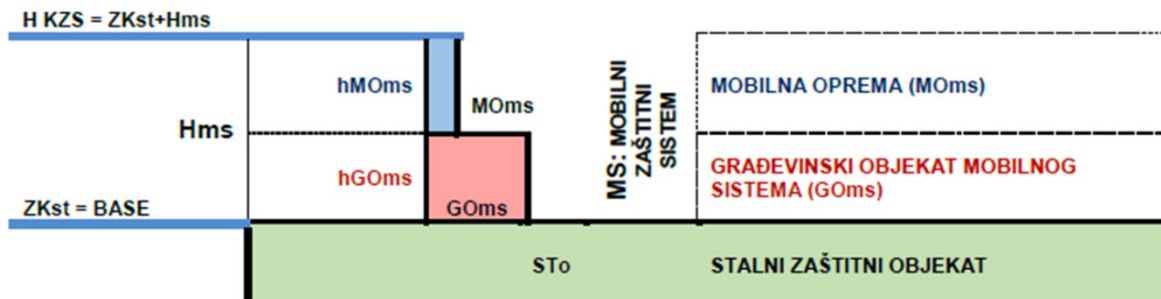 H KZS = ZKst+Hms
hMOms
MOms
Hms
hGOms
GOms
ZKst = BASE
MS: MOBILNI
ZAŠTITNI
SISTEM
MOBILNA OPREMA (MOms)
GRAĐEVINSKI OBJEKAT MOBILNOG
SISTEMA (GOms)
STo
STALNI ZAŠTITNI OBJEKAT